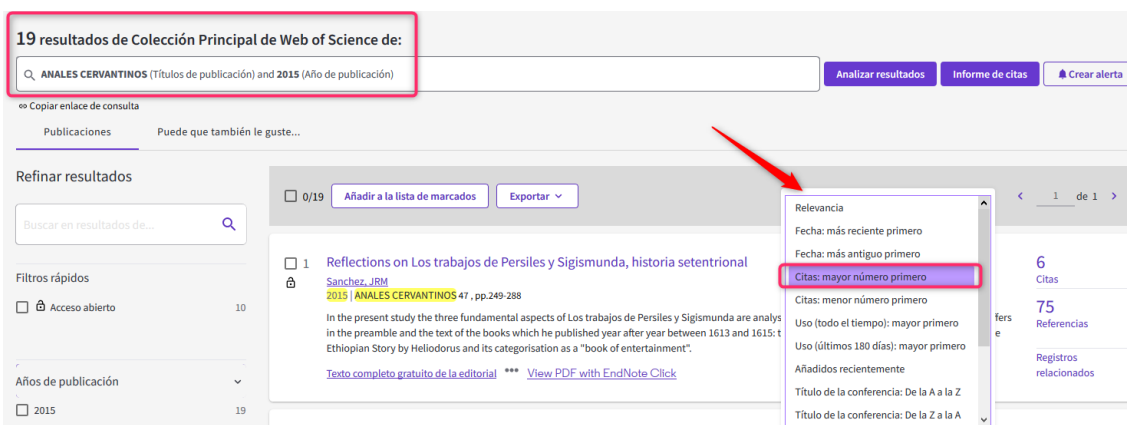 19 resultados de Colección Principal de Web of Science de:
ANALES CERVANTINOS (Títulos de publicación) and 2015 (Año de publicación)
Analizar resultados
Informe de citas
Crear alerta
Copiar enlace de consulta
Publicaciones
Puede que también le guste...
Refinar resultados
Buscar en resultados de...
Filtros rápidos
Acceso abierto 10
Años de publicación
2015 19
0/19
Añadir a la lista de marcados
Exportar
1 de 1
1 Reflections on Los trabajos de Persiles y Sigismunda, historia setentrional
Sanchez, JRM
2015 | ANALES CERVANTINOS 47 , pp.249-288
In the present study the three fundamental aspects of Los trabajos de Persiles y Sigismunda are analys
in the preamble and the text of the books which he published year after year between 1613 and 1615: t
Ethiopian Story by Heliodorus and its categorisation as a "book of entertainment".
Texto completo gratuito de la editorial
View PDF with EndNote Click
Relevancia
Fecha: más reciente primero
Fecha: más antiguo primero
Citas: mayor número primero
Citas: menor número primero
Uso (todo el tiempo): mayor primero
Uso (últimos 180 días): mayor primero
Añadidos recientemente
Título de la conferencia: De la A a la Z
Título de la conferencia: De la Z a la A
6
Citas
75
Referencias
Registros
relacionados